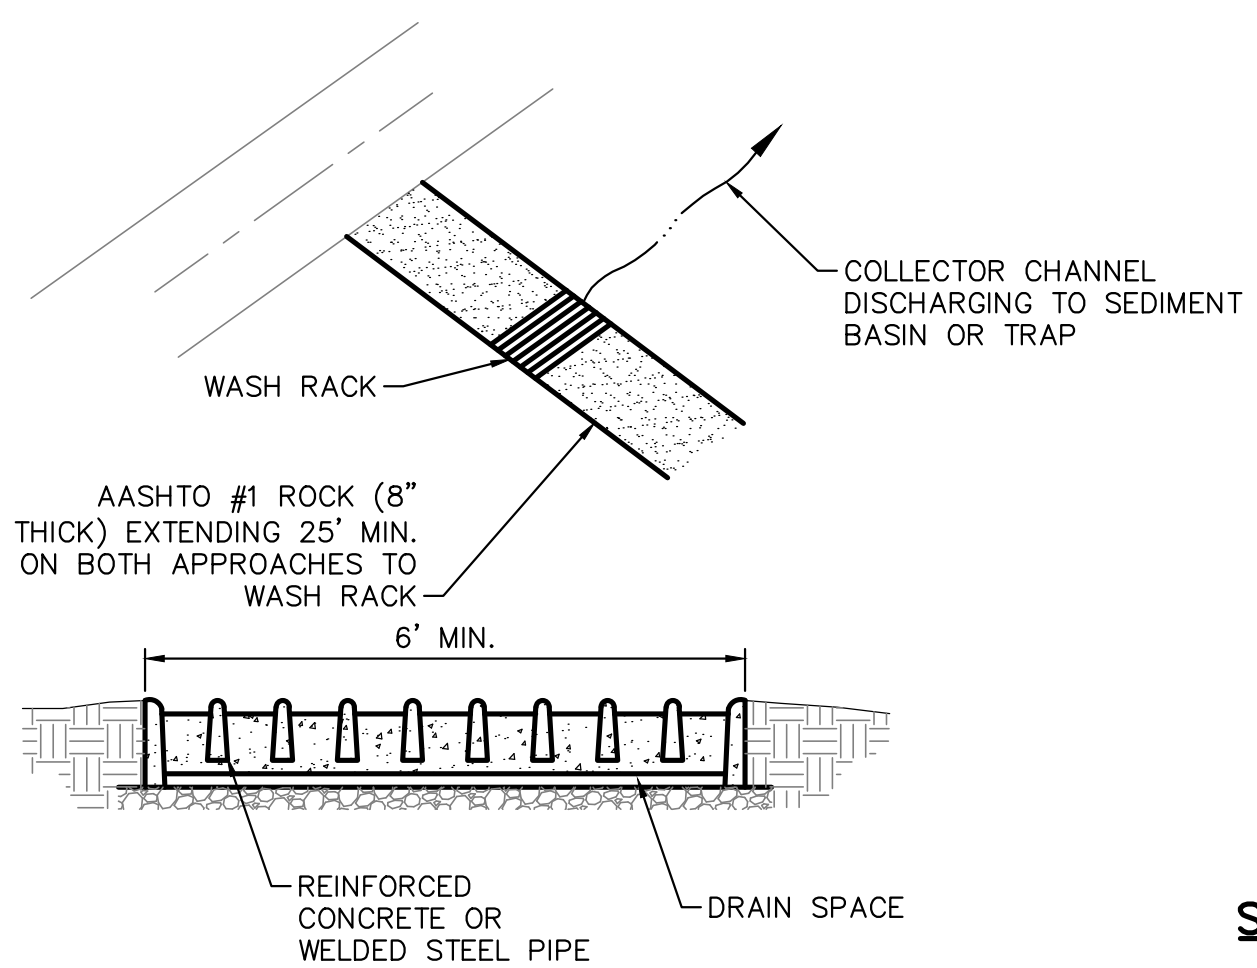 COLLECTOR CHANNEL
DISCHARGING TO SEDIMENT
BASIN OR TRAP
WASH RACK
AASHTO #1 ROCK (8”
THICK) EXTENDING 25’ MIN.
ON BOTH APPROACHES TO
WASH RACK
6’ MIN.
REINFORCED
CONCRETE OR
WELDED STEEL PIPE
DRAIN SPACE